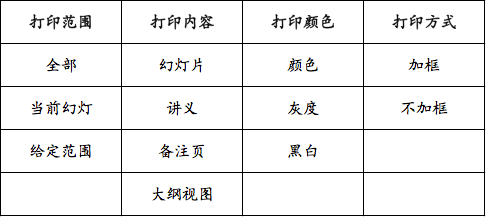 打印范围 打印内容 打印颜色 打印方式
全部 幻灯片 颜色 加框
当前幻灯 讲义 灰度 不加框
给定范围 备注页 黑白
大纲视图